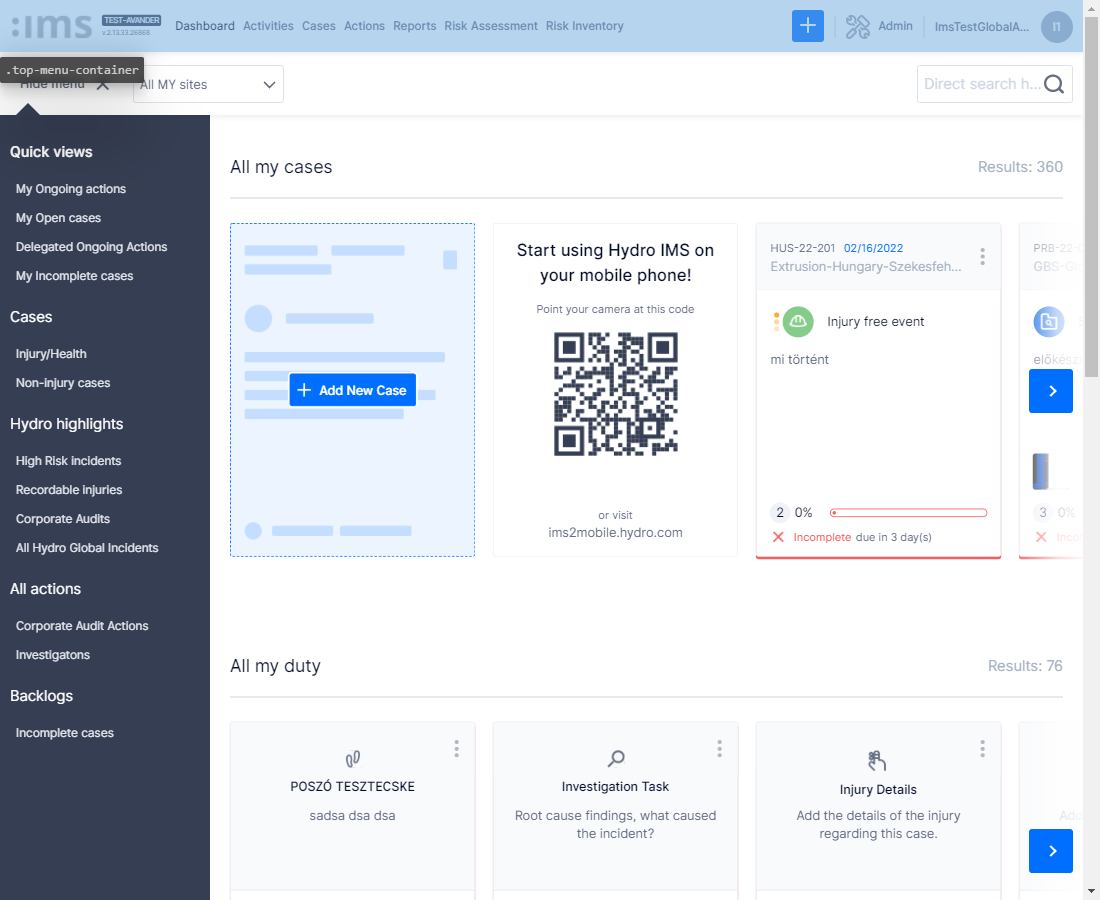 :ims
TEST-AVANDER
v.2.13.33.26868
Dashboard
Activities
Cases
Actions
Reports
Risk Assessment
Risk Inventory
Admin
ImsTestGlobalA...
I1
.top-menu-container
Hide menu
All MY sites
Direct search h...
Quick views
My Ongoing actions
My Open cases
Delegated Ongoing Actions
My Incomplete cases
Cases
Injury/Health
Non-injury cases
Hydro highlights
High Risk incidents
Recordable injuries
Corporate Audits
All Hydro Global Incidents
All actions
Corporate Audit Actions
Investigatons
Backlogs
Incomplete cases
All my cases
Results: 360
Add New Case
Start using Hydro IMS on
your mobile phone!
Point your camera at this code
or visit
ims2mobile.hydro.com
HUS-22-201 02/16/2022
Extrusion-Hungary-Szekesfeh...
Injury free event
mi történt
2 0%
Incomplete due in 3 day(s)
PRB-22-
GBS-G
előkész
3 0%
Inco
All my duty
Results: 76
POSZÓ TESZTECSKE
sadsa dsa dsa
Investigation Task
Root cause findings, what caused
the incident?
Injury Details
Add the details of the injury
regarding this case.
Add